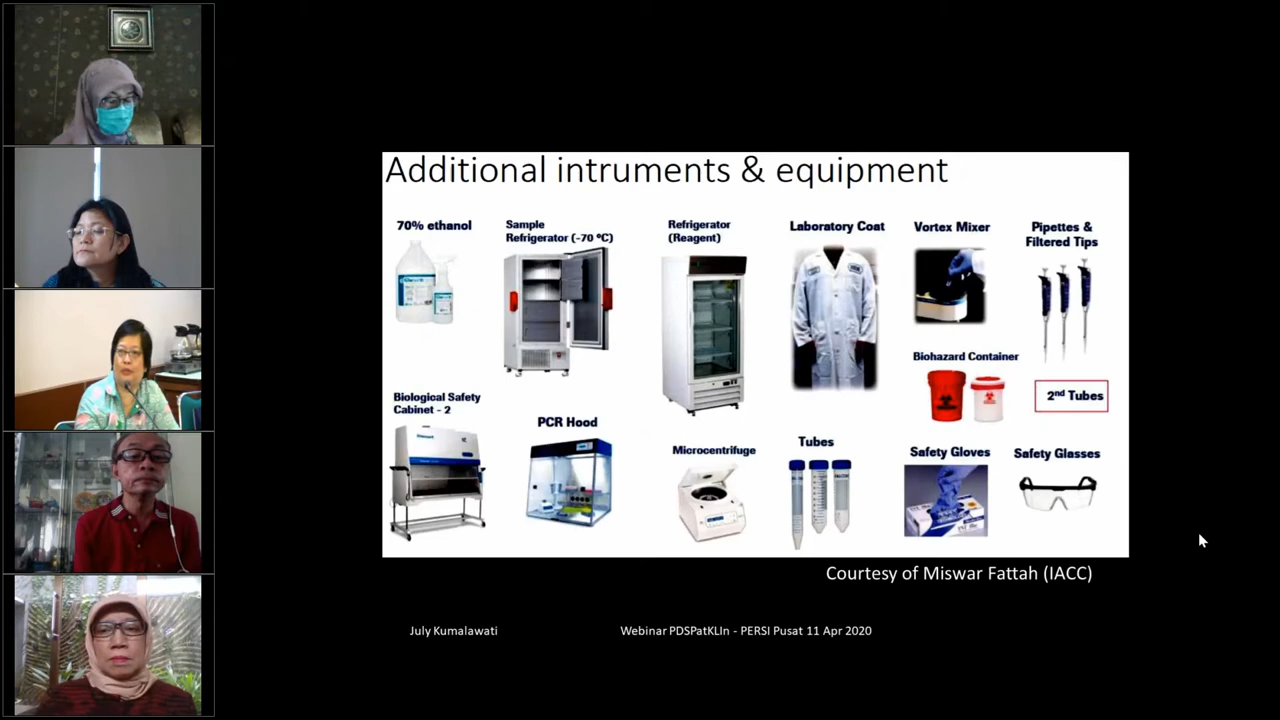 Additional intruments & equipment
70% ethanol
Sample
Refrigerator (-70 °C)
Refrigerator
(Reagent)
Laboratory Coat
Vortex Mixer
Pipettes &
Filtered Tips
Biohazard Container
2nd Tubes
Biological Safety
Cabinet - 2
PCR Hood
Microcentrifuge
Tubes
Safety Gloves
Safety Glasses
Courtesy of Miswar Fattah (IACC)
July Kumalawati
Webinar PDSPatKLIn - PERSI Pusat 11 Apr 2020